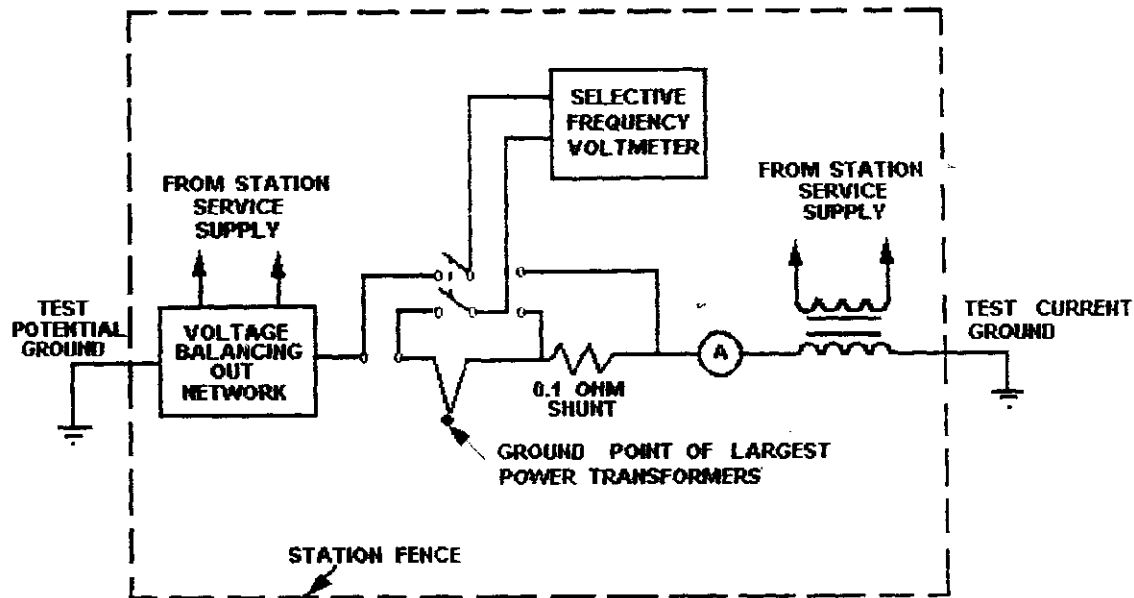 SELECTIVE
FREQUENCY
VOLTMETER
FROM STATION
SERVICE
SUPPLY
FROM STATION
SERVICE
SUPPLY
TEST
POTENTIAL
GROUND
VOLTAGE
BALANCING
OUT
NETWORK
A
0.1 OHM
SHUNT
TEST CURRENT
GROUND
GROUND POINT OF LARGEST
POWER TRANSFORMERS
STATION FENCE